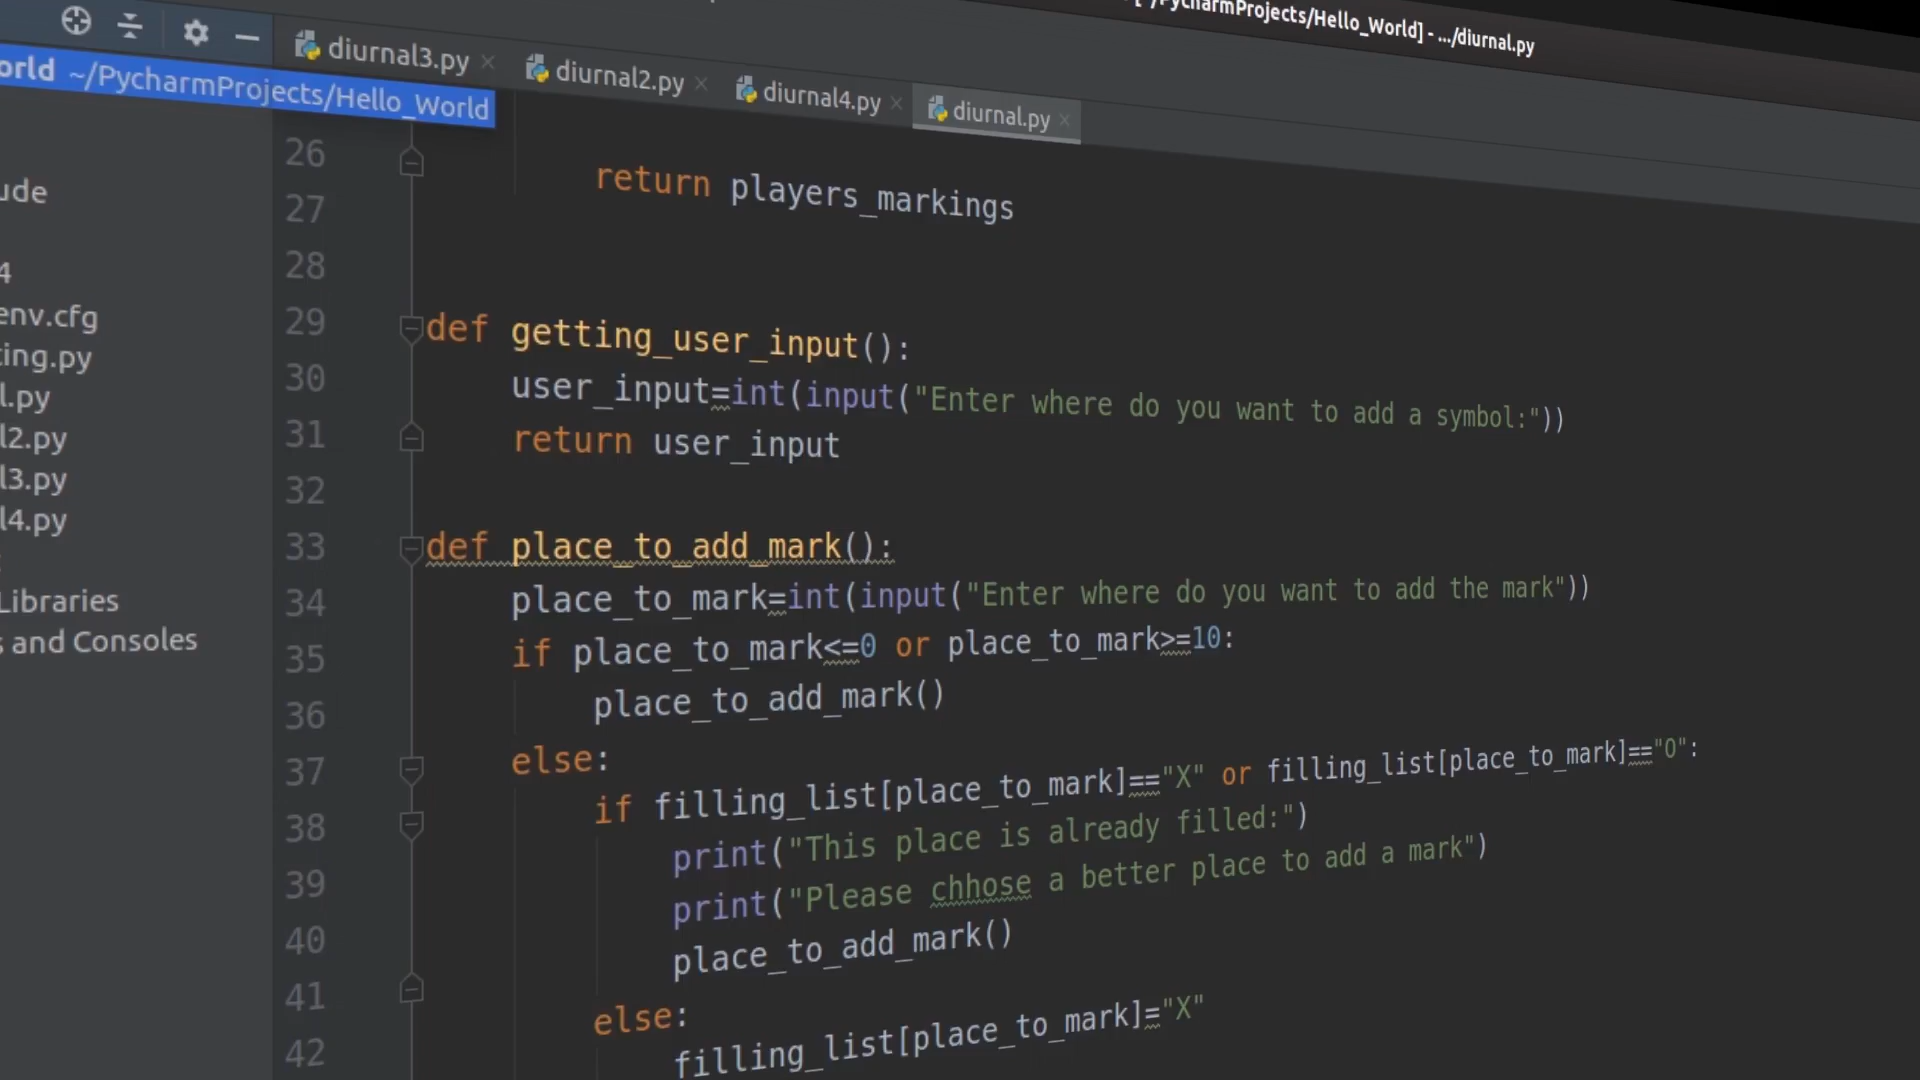 [~/PycharmProjects/Hello_World] - .../diurnal.py
diurnal3.py
diurnal2.py
diurnal4.py
diurnal.py
orld ~/PycharmProjects/Hello_World
ude
4
env.cfg
ing.py
l.py
l2.py
l3.py
l4.py
Libraries
s and Consoles
26
return players_markings
27
28
29 def getting_user_input():
30 user_input=int(input("Enter where do you want to add a symbol:"))
31 return user_input
32
33 def place_to_add_mark():
34 place_to_mark=int(input("Enter where do you want to add the mark"))
35 if place_to_mark<=0 or place_to_mark>=10:
36 place_to_add_mark()
37 else:
38 if filling_list[place_to_mark]=="X" or filling_list[place_to_mark]=="O":
39 print("This place is already filled:")
40 print("Please chhose a better place to add a mark")
41 place_to_add_mark()
42 else:
filling_list[place_to_mark]="X"